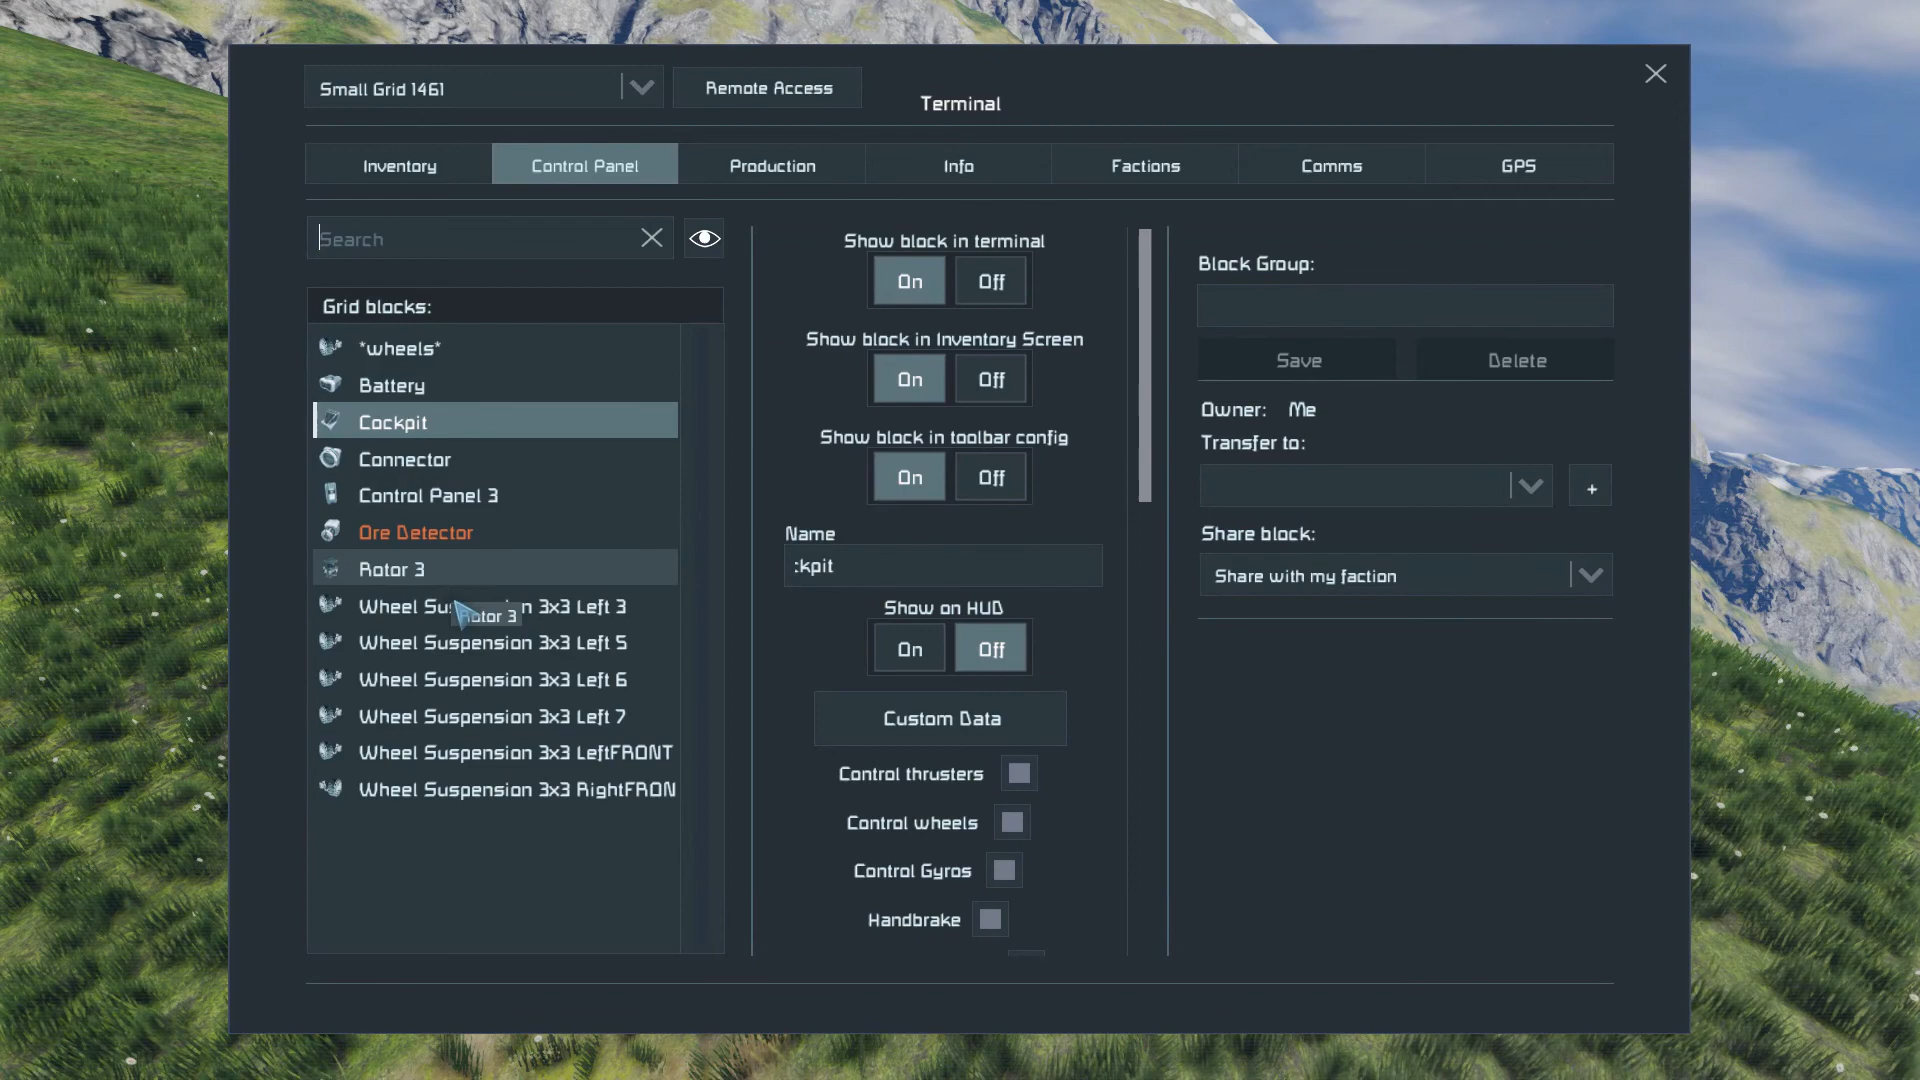 Small Grid 1461
Remote Access
Terminal
Inventory
Control Panel
Production
Info
Factions
Comms
GPS
Search
Grid blocks:
*wheels*
Battery
Cockpit
Connector
Control Panel 3
Ore Detector
Rotor 3
Wheel Suspension 3x3 Left 3
Rotor 3
Wheel Suspension 3x3 Left 5
Wheel Suspension 3x3 Left 6
Wheel Suspension 3x3 Left 7
Wheel Suspension 3x3 LeftFRONT
Wheel Suspension 3x3 RightFRON
Show block in terminal
On Off
Show block in Inventory Screen
On Off
Show block in toolbar config
On Off
Name
:kpit
Show on HUD
On Off
Custom Data
Control thrusters
Control wheels
Control Gyros
Handbrake
Block Group:
Save Delete
Owner: Me
Transfer to:
+
Share block:
Share with my faction